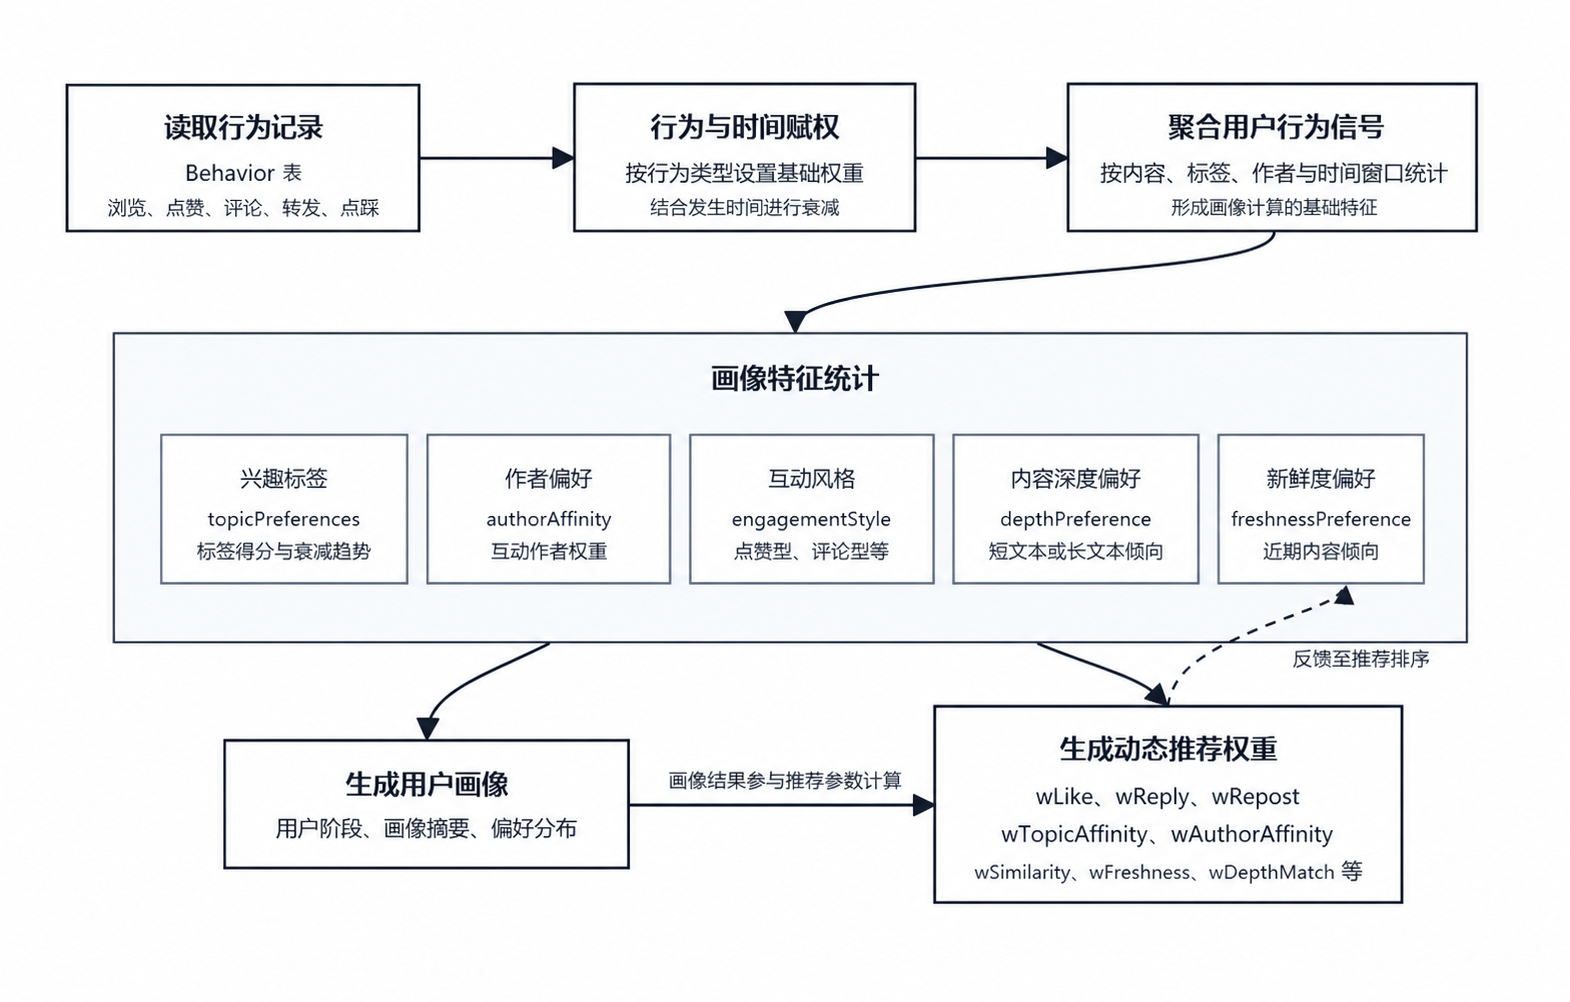 读取行为记录
Behavior 表
浏览、点赞、评论、转发、点踩
行为与时间赋权
按行为类型设置基础权重
结合发生时间进行衰减
聚合用户行为信号
按内容、标签、作者与时间窗口统计
形成画像计算的基础特征
画像特征统计
兴趣标签
topicPreferences
标签得分与衰减趋势
作者偏好
authorAffinity
互动作者权重
互动风格
engagementStyle
点赞型、评论型等
内容深度偏好
depthPreference
短文本或长文本倾向
新鲜度偏好
freshnessPreference
近期内容倾向
反馈至推荐排序
生成用户画像
用户阶段、画像摘要、偏好分布
画像结果参与推荐参数计算
生成动态推荐权重
wLike、wReply、wRepost
wTopicAffinity、wAuthorAffinity
wSimilarity、wFreshness、wDepthMatch 等